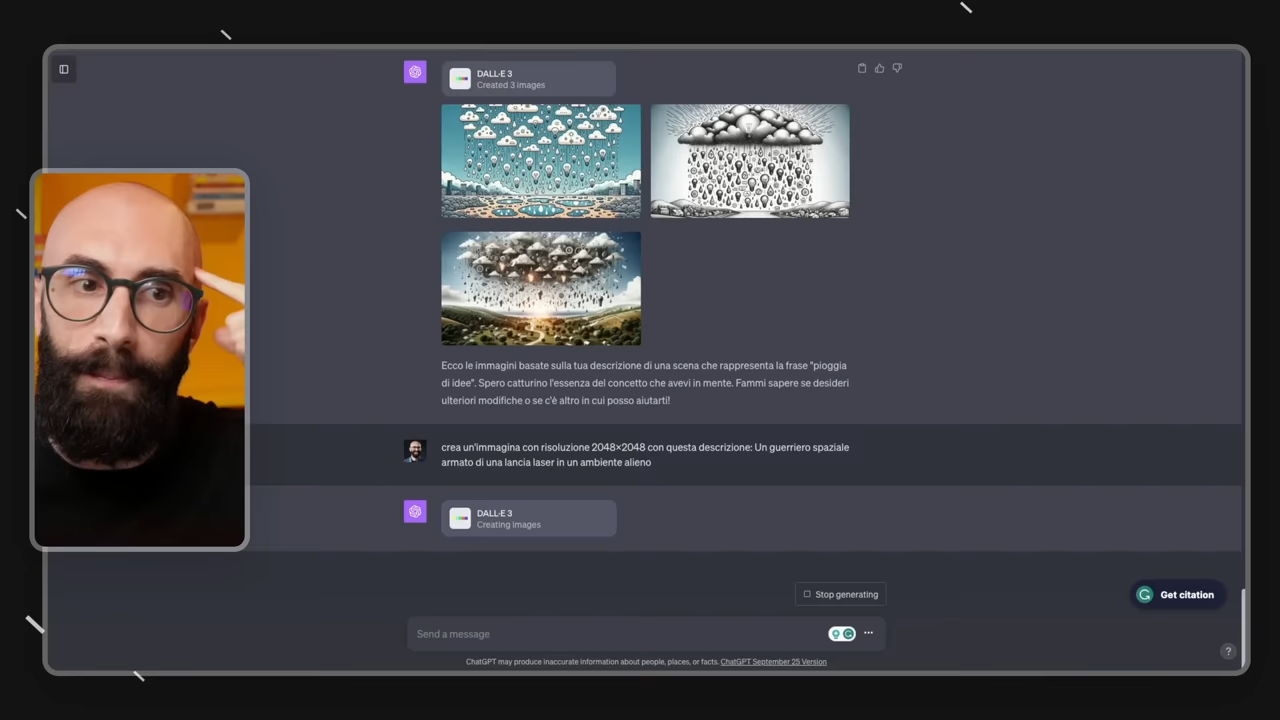 DALL·E 3
Created 3 images
Ecco le immagini basate sulla tua descrizione di una scena che rappresenta la frase "pioggia
di idee". Spero catturino l'essenza del concetto che avevi in mente. Fammi sapere se desideri
ulteriori modifiche o se c'è altro in cui posso aiutarti!
crea un'immagina con risoluzione 2048×2048 con questa descrizione: Un guerriero spaziale
armato di una lancia laser in un ambiente alieno
DALL·E 3
Creating images
Stop generating
Get citation
Send a message
ChatGPT may produce inaccurate information about people, places, or facts. ChatGPT September 25 Version
?